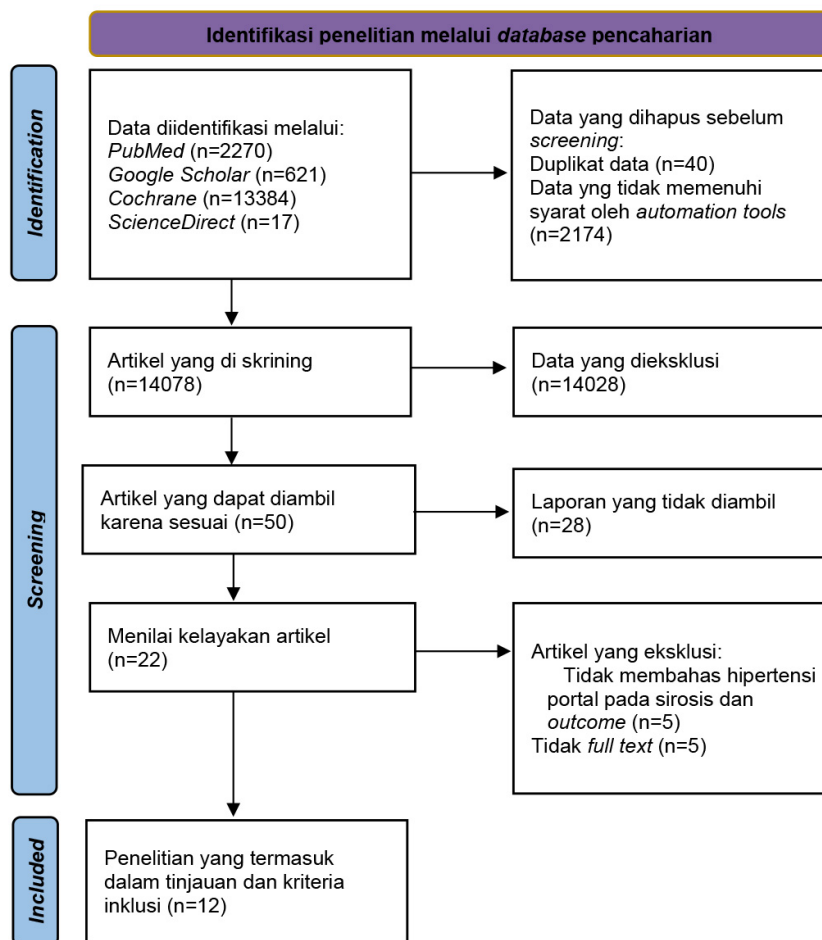 Identifikasi penelitian melalui database pencaharian
Identification
Data diidentifikasi melalui:
PubMed (n=2270)
Google Scholar (n=621)
Cochrane (n=13384)
ScienceDirect (n=17)
Data yang dihapus sebelum
screening:
Duplikat data (n=40)
Data yng tidak memenuhi
syarat oleh automation tools
(n=2174)
Screening
Artikel yang di skrining
(n=14078)
Data yang dieksklusi
(n=14028)
Artikel yang dapat diambil
karena sesuai (n=50)
Laporan yang tidak diambil
(n=28)
Menilai kelayakan artikel
(n=22)
Artikel yang eksklusi:
Tidak membahas hipertensi
portal pada sirosis dan
outcome (n=5)
Tidak full text (n=5)
Included
Penelitian yang termasuk
dalam tinjauan dan kriteria
inklusi (n=12)